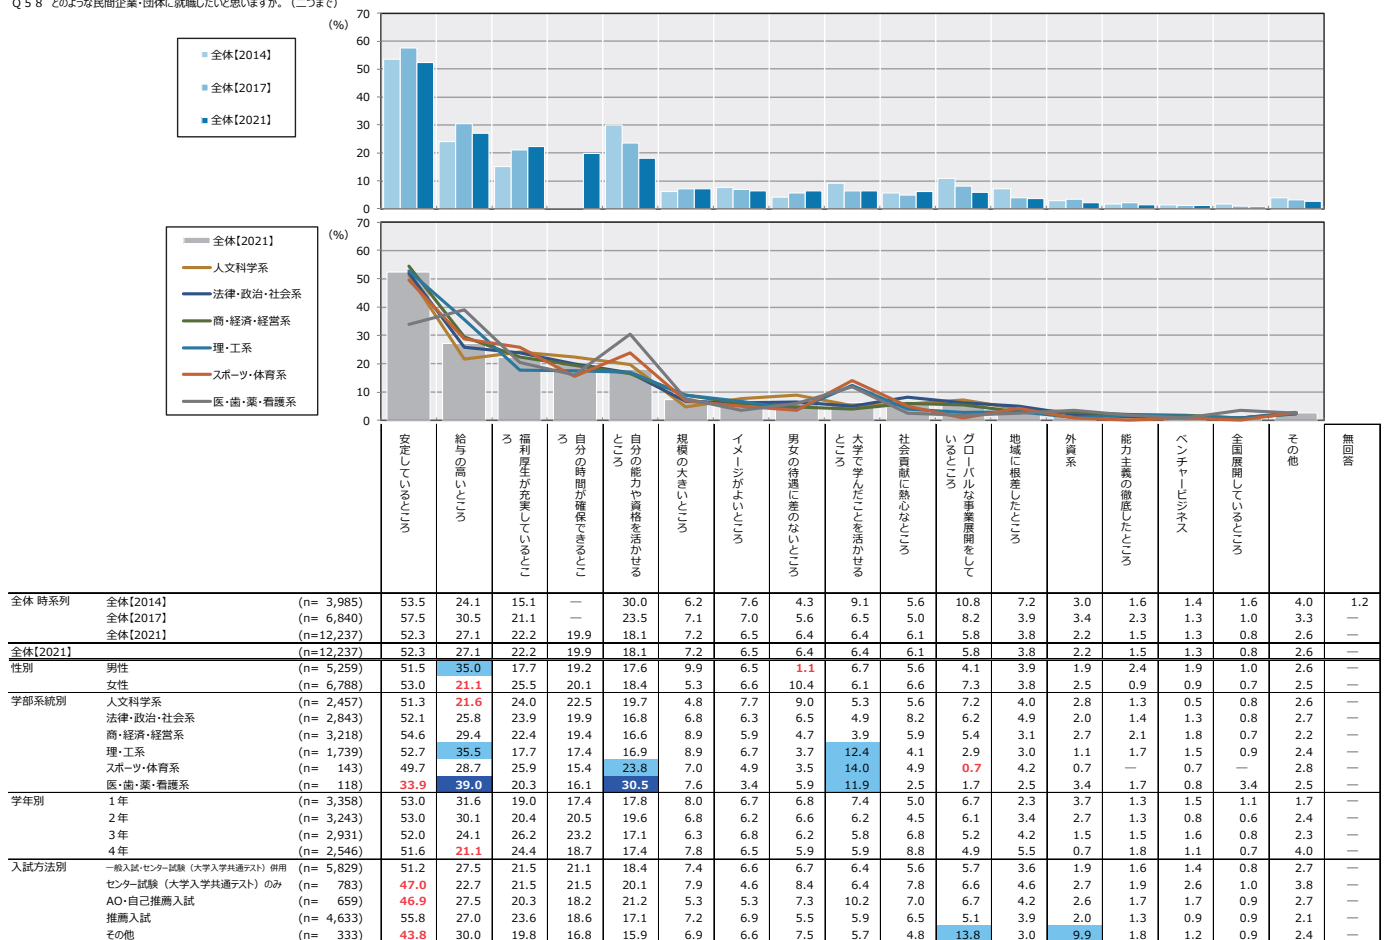 Q58 どのような民間企業・団体に就職したいと思いますか。（二つまで）
(%)
70
60
50
40
30
20
10
0
全体【2014】
全体【2017】
全体【2021】
(%)
70
60
50
40
30
20
10
0
全体【2021】
人文科学系
法律・政治・社会系
商・経済・経営系
理・工系
スポーツ・体育系
医・歯・薬・看護系
安定しているところ
給与の高いところ
福利厚生が充実しているところ
自分の時間が確保できるところ
自分の能力や資格を活かせるところ
規模の大きいところ
イメージがよいところ
男女の待遇に差のないところ
大学で学んだことを活かせるところ
社会貢献に熱心なところ
グローバルな事業展開をしているところ
地域に根差したところ
外資系
能力主義の徹底したところ
ベンチャービジネス
全国展開しているところ
その他
無回答
全体 時系列 全体【2014】 (n= 3,985) 53.5 24.1 15.1 — 30.0 6.2 7.6 4.3 9.1 5.6 10.8 7.2 3.0 1.6 1.4 1.6 4.0 1.2
全体【2017】 (n= 6,840) 57.5 30.5 21.1 — 23.5 7.1 7.0 5.6 6.5 5.0 8.2 3.9 3.4 2.3 1.3 1.0 3.3 —
全体【2021】 (n=12,237) 52.3 27.1 22.2 19.9 18.1 7.2 6.5 6.4 6.4 6.1 5.8 3.8 2.2 1.5 1.3 0.8 2.6 —
全体【2021】 (n=12,237) 52.3 27.1 22.2 19.9 18.1 7.2 6.5 6.4 6.4 6.1 5.8 3.8 2.2 1.5 1.3 0.8 2.6 —
性別 男性 (n= 5,259) 51.5 35.0 17.7 19.2 17.6 9.9 6.5 1.1 6.7 5.6 4.1 3.9 1.9 2.4 1.9 1.0 2.6 —
女性 (n= 6,788) 53.0 21.1 25.5 20.1 18.4 5.3 6.6 10.4 6.1 6.6 7.3 3.8 2.5 0.9 0.9 0.7 2.5 —
学部系統別 人文科学系 (n= 2,457) 51.3 21.6 24.0 22.5 19.7 4.8 7.7 9.0 5.3 5.6 7.2 4.0 2.8 1.3 0.5 0.8 2.6 —
法律・政治・社会系 (n= 2,843) 52.1 25.8 23.9 19.9 16.8 6.8 6.3 6.5 4.9 8.2 6.2 4.9 2.0 1.4 1.3 0.8 2.7 —
商・経済・経営系 (n= 3,218) 54.6 29.4 22.4 19.4 16.6 8.9 5.9 4.7 3.9 5.9 5.4 3.1 2.7 2.1 1.8 0.7 2.2 —
理・工系 (n= 1,739) 52.7 35.5 17.7 17.4 16.9 8.9 6.7 3.7 12.4 4.1 2.9 3.0 1.1 1.7 1.5 0.9 2.4 —
スポーツ・体育系 (n= 143) 49.7 28.7 25.9 15.4 23.8 7.0 4.9 3.5 14.0 4.9 0.7 4.2 0.7 — 0.7 — 2.8 —
医・歯・薬・看護系 (n= 118) 33.9 39.0 20.3 16.1 30.5 7.6 3.4 5.9 11.9 2.5 1.7 2.5 3.4 1.7 0.8 3.4 2.5 —
学年別 1年 (n= 3,358) 53.0 31.6 19.0 17.4 17.8 8.0 6.7 6.8 7.4 5.0 6.7 2.3 3.7 1.3 1.5 1.1 1.7 —
2年 (n= 3,243) 53.0 30.1 20.4 20.5 19.6 6.8 6.2 6.6 6.2 4.5 6.1 3.4 2.7 1.3 0.8 0.6 2.4 —
3年 (n= 2,931) 52.0 24.1 26.2 23.2 17.1 6.3 6.8 6.2 5.8 6.8 5.2 4.2 1.5 1.5 1.6 0.8 2.3 —
4年 (n= 2,546) 51.6 21.1 24.4 18.7 17.4 7.8 6.5 5.9 5.9 8.8 4.9 5.5 0.7 1.8 1.1 0.7 4.0 —
入試方法別 一般入試・センター試験（大学入学共通テスト）併用 (n= 5,829) 51.2 27.5 21.5 21.1 18.4 7.4 6.6 6.7 6.4 5.6 5.7 3.6 1.9 1.6 1.4 0.8 2.7 —
センター試験（大学入学共通テスト）のみ (n= 783) 47.0 22.7 21.5 21.5 20.1 7.9 4.6 8.4 6.4 7.8 6.6 4.6 2.7 1.9 2.6 1.0 3.8 —
AO・自己推薦入試 (n= 659) 46.9 27.5 20.3 18.2 21.2 5.3 5.3 7.3 10.2 7.0 6.7 4.2 2.6 1.7 1.7 0.9 2.7 —
推薦入試 (n= 4,633) 55.8 27.0 23.6 18.6 17.1 7.2 6.9 5.5 5.9 6.5 5.1 3.9 2.0 1.3 0.9 0.9 2.1 —
その他 (n= 333) 43.8 30.0 19.8 16.8 15.9 6.9 6.6 7.5 5.7 4.8 13.8 3.0 9.9 1.8 1.2 0.9 2.4 —